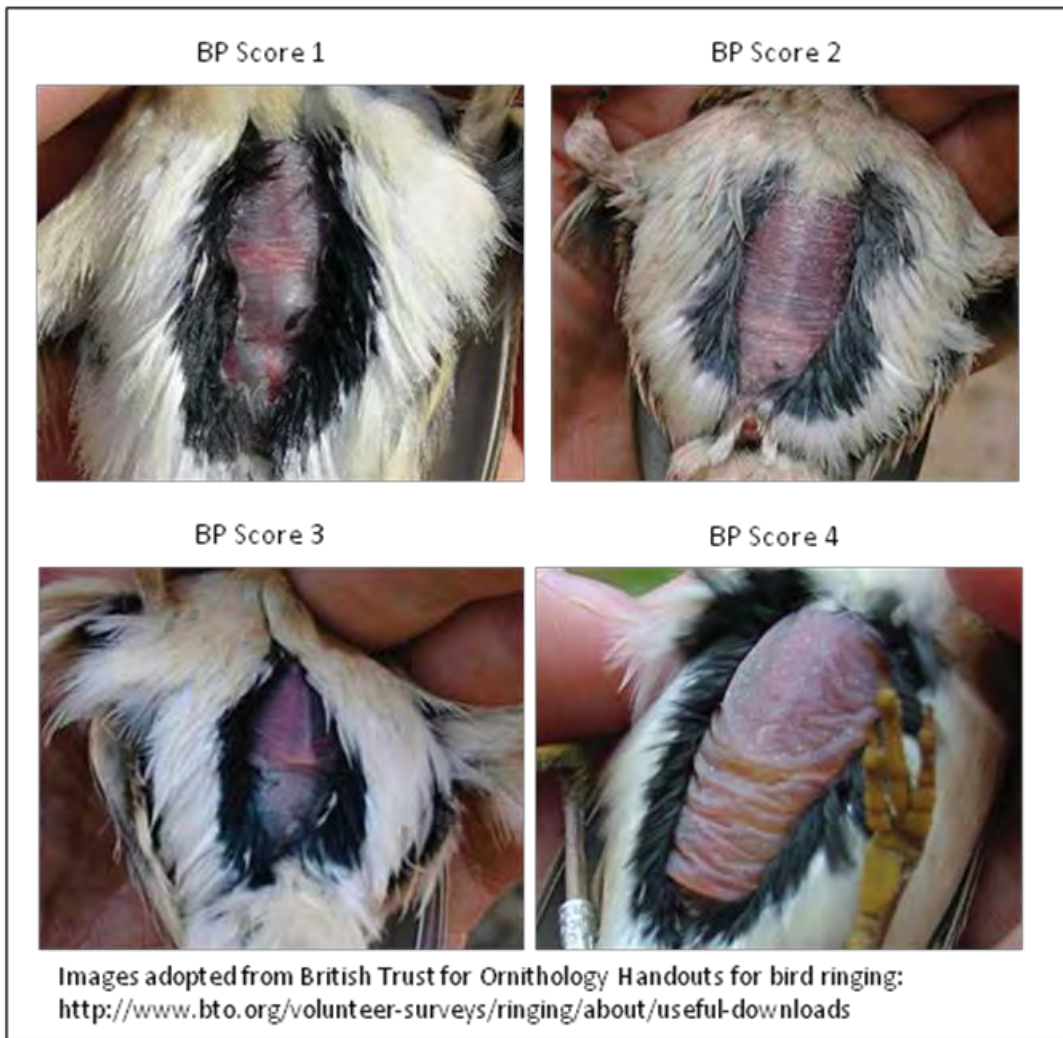 BP Score 1
BP Score 2
BP Score 3
BP Score 4
Images adopted from British Trust for Ornithology Handouts for bird ringing:
http://www.bto.org/volunteer-surveys/ringing/about/useful-downloads